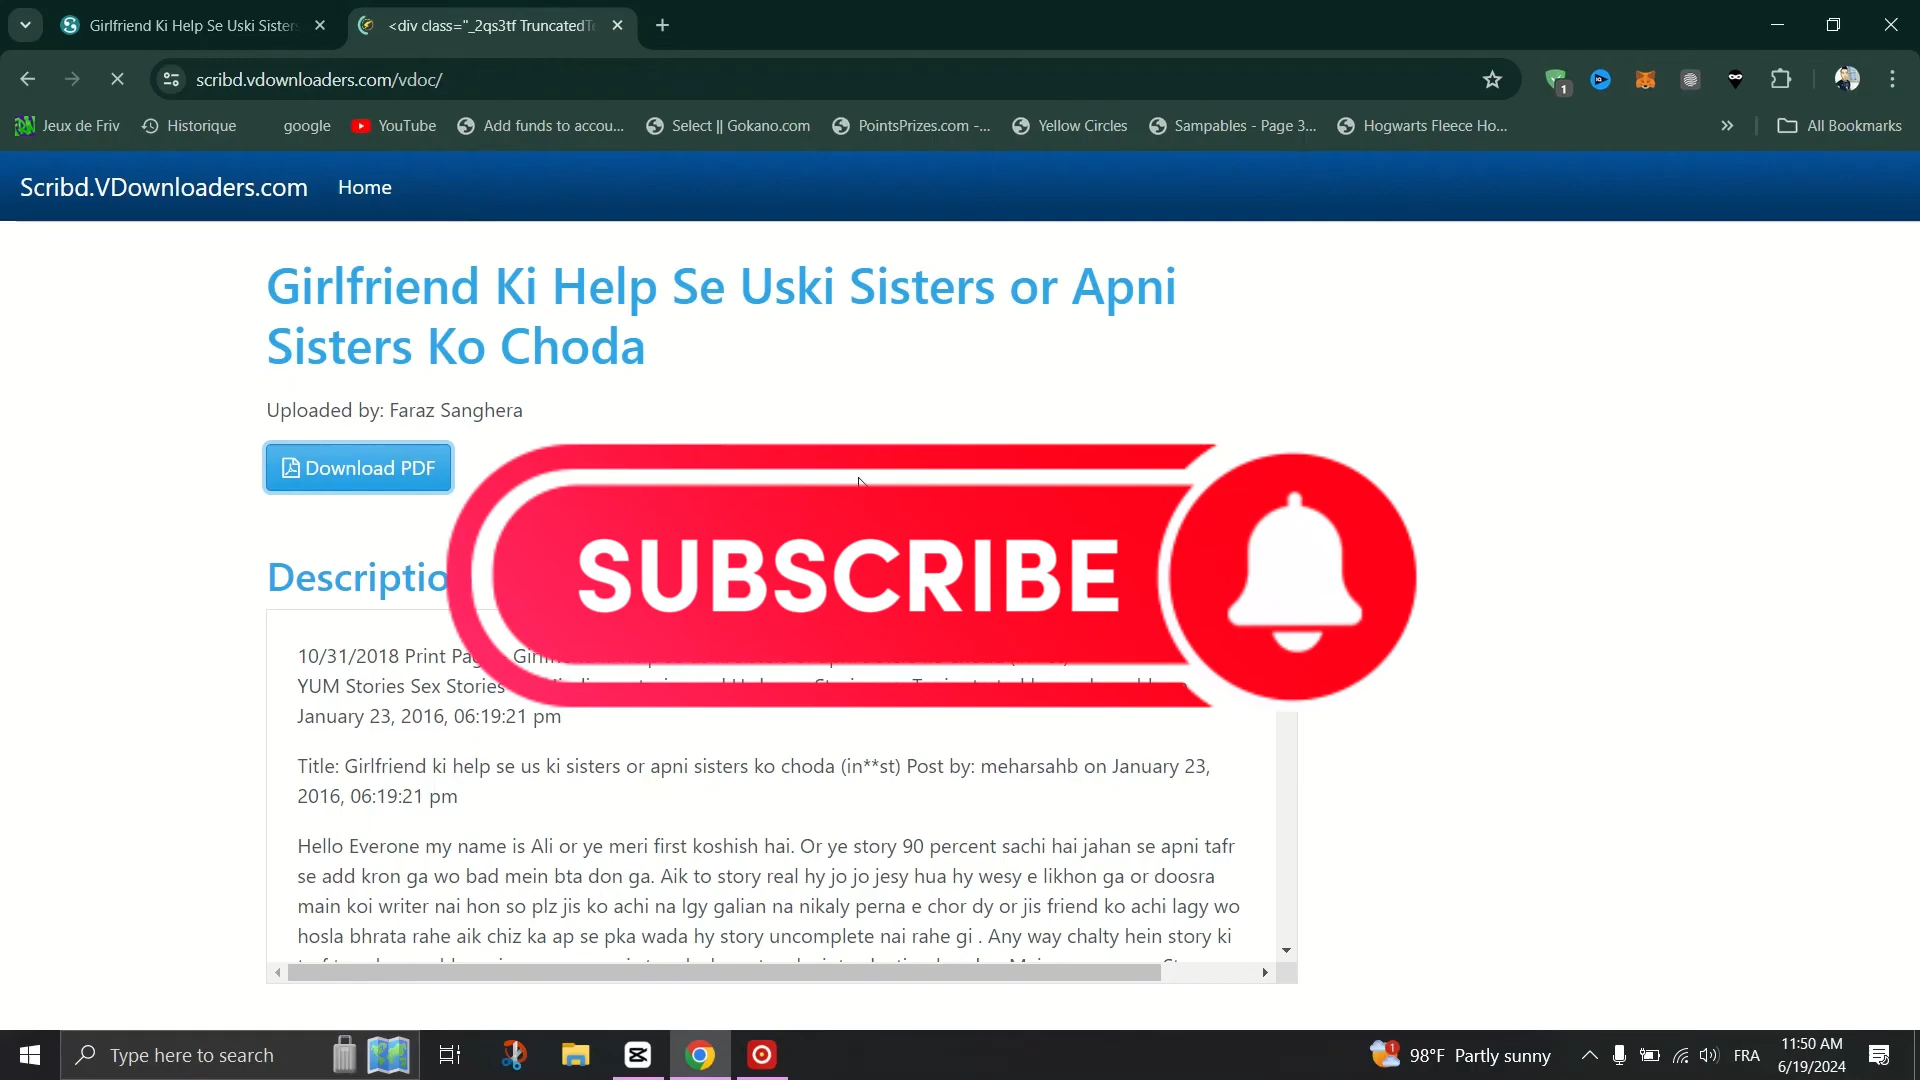 Girlfriend Ki Help Se Uski Sisters
<div class="_2qs3tf TruncatedTe
scribd.vdownloaders.com/vdoc/
1
Jeux de Friv
Historique
google
YouTube
Add funds to accou...
Select || Gokano.com
PointsPrizes.com -...
Yellow Circles
Sampables - Page 3...
Hogwarts Fleece Ho...
All Bookmarks
Scribd.VDownloaders.com
Home
Girlfriend Ki Help Se Uski Sisters or Apni
Sisters Ko Choda
Uploaded by: Faraz Sanghera
Download PDF
SUBSCRIBE
Descriptio
10/31/2018 Print Pag
YUM Stories Sex Stories
January 23, 2016, 06:19:21 pm
Title: Girlfriend ki help se us ki sisters or apni sisters ko choda (in**st) Post by: meharsahb on January 23,
2016, 06:19:21 pm
Hello Everone my name is Ali or ye meri first koshish hai. Or ye story 90 percent sachi hai jahan se apni tafr
se add kron ga wo bad mein bta don ga. Aik to story real hy jo jo jesy hua hy wesy e likhon ga or doosra
main koi writer nai hon so plz jis ko achi na lgy galian na nikaly perna e chor dy or jis friend ko achi lagy wo
hosla bhrata rahe aik chiz ka ap se pka wada hy story uncomplete nai rahe gi . Any way chalty hein story ki
Type here to search
1
98°F Partly sunny
FRA
11:50 AM
6/19/2024